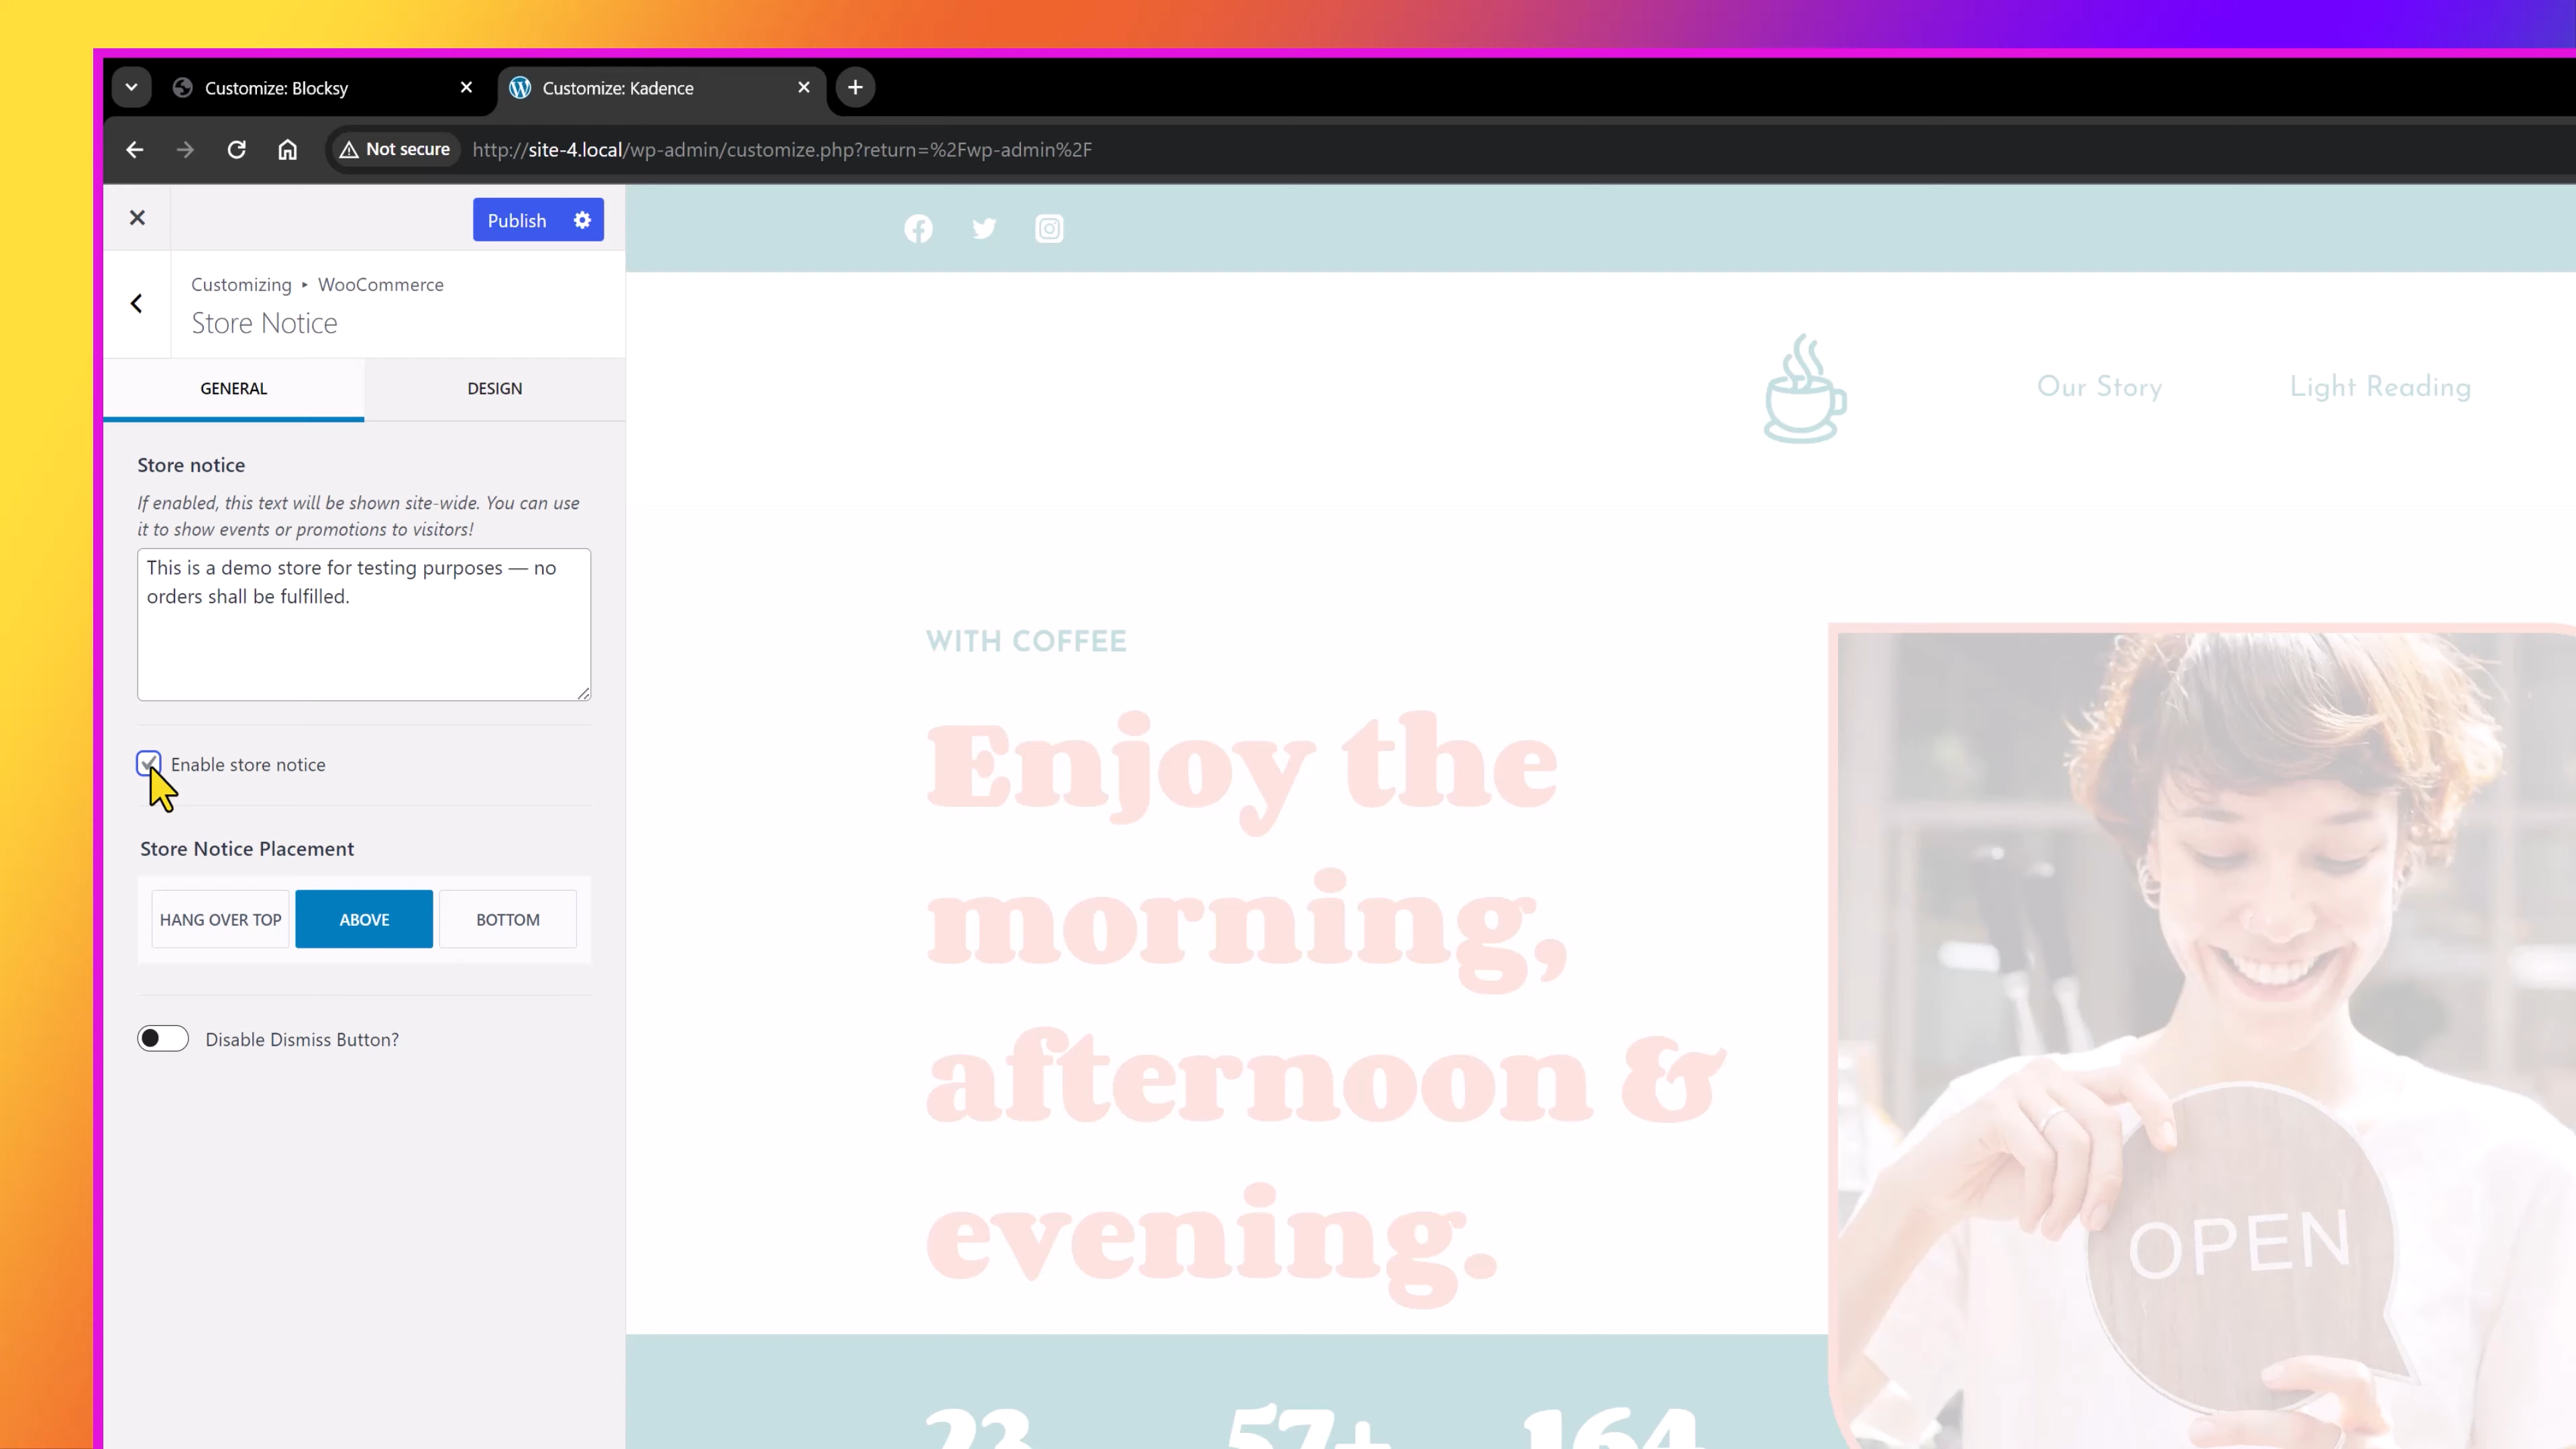 Customize: Blocksy
Customize: Kadence
Not secure
http://site-4.local/wp-admin/customize.php?return=%2Fwp-admin%2F
Publish
Customizing ▸ WooCommerce
Store Notice
GENERAL
DESIGN
Store notice
If enabled, this text will be shown site-wide. You can use
it to show events or promotions to visitors!
This is a demo store for testing purposes — no
orders shall be fulfilled.
Enable store notice
Store Notice Placement
HANG OVER TOP
ABOVE
BOTTOM
Disable Dismiss Button?
Our Story
Light Reading
WITH COFFEE
Enjoy the
morning,
afternoon &
evening.
OPEN
23
57+
164